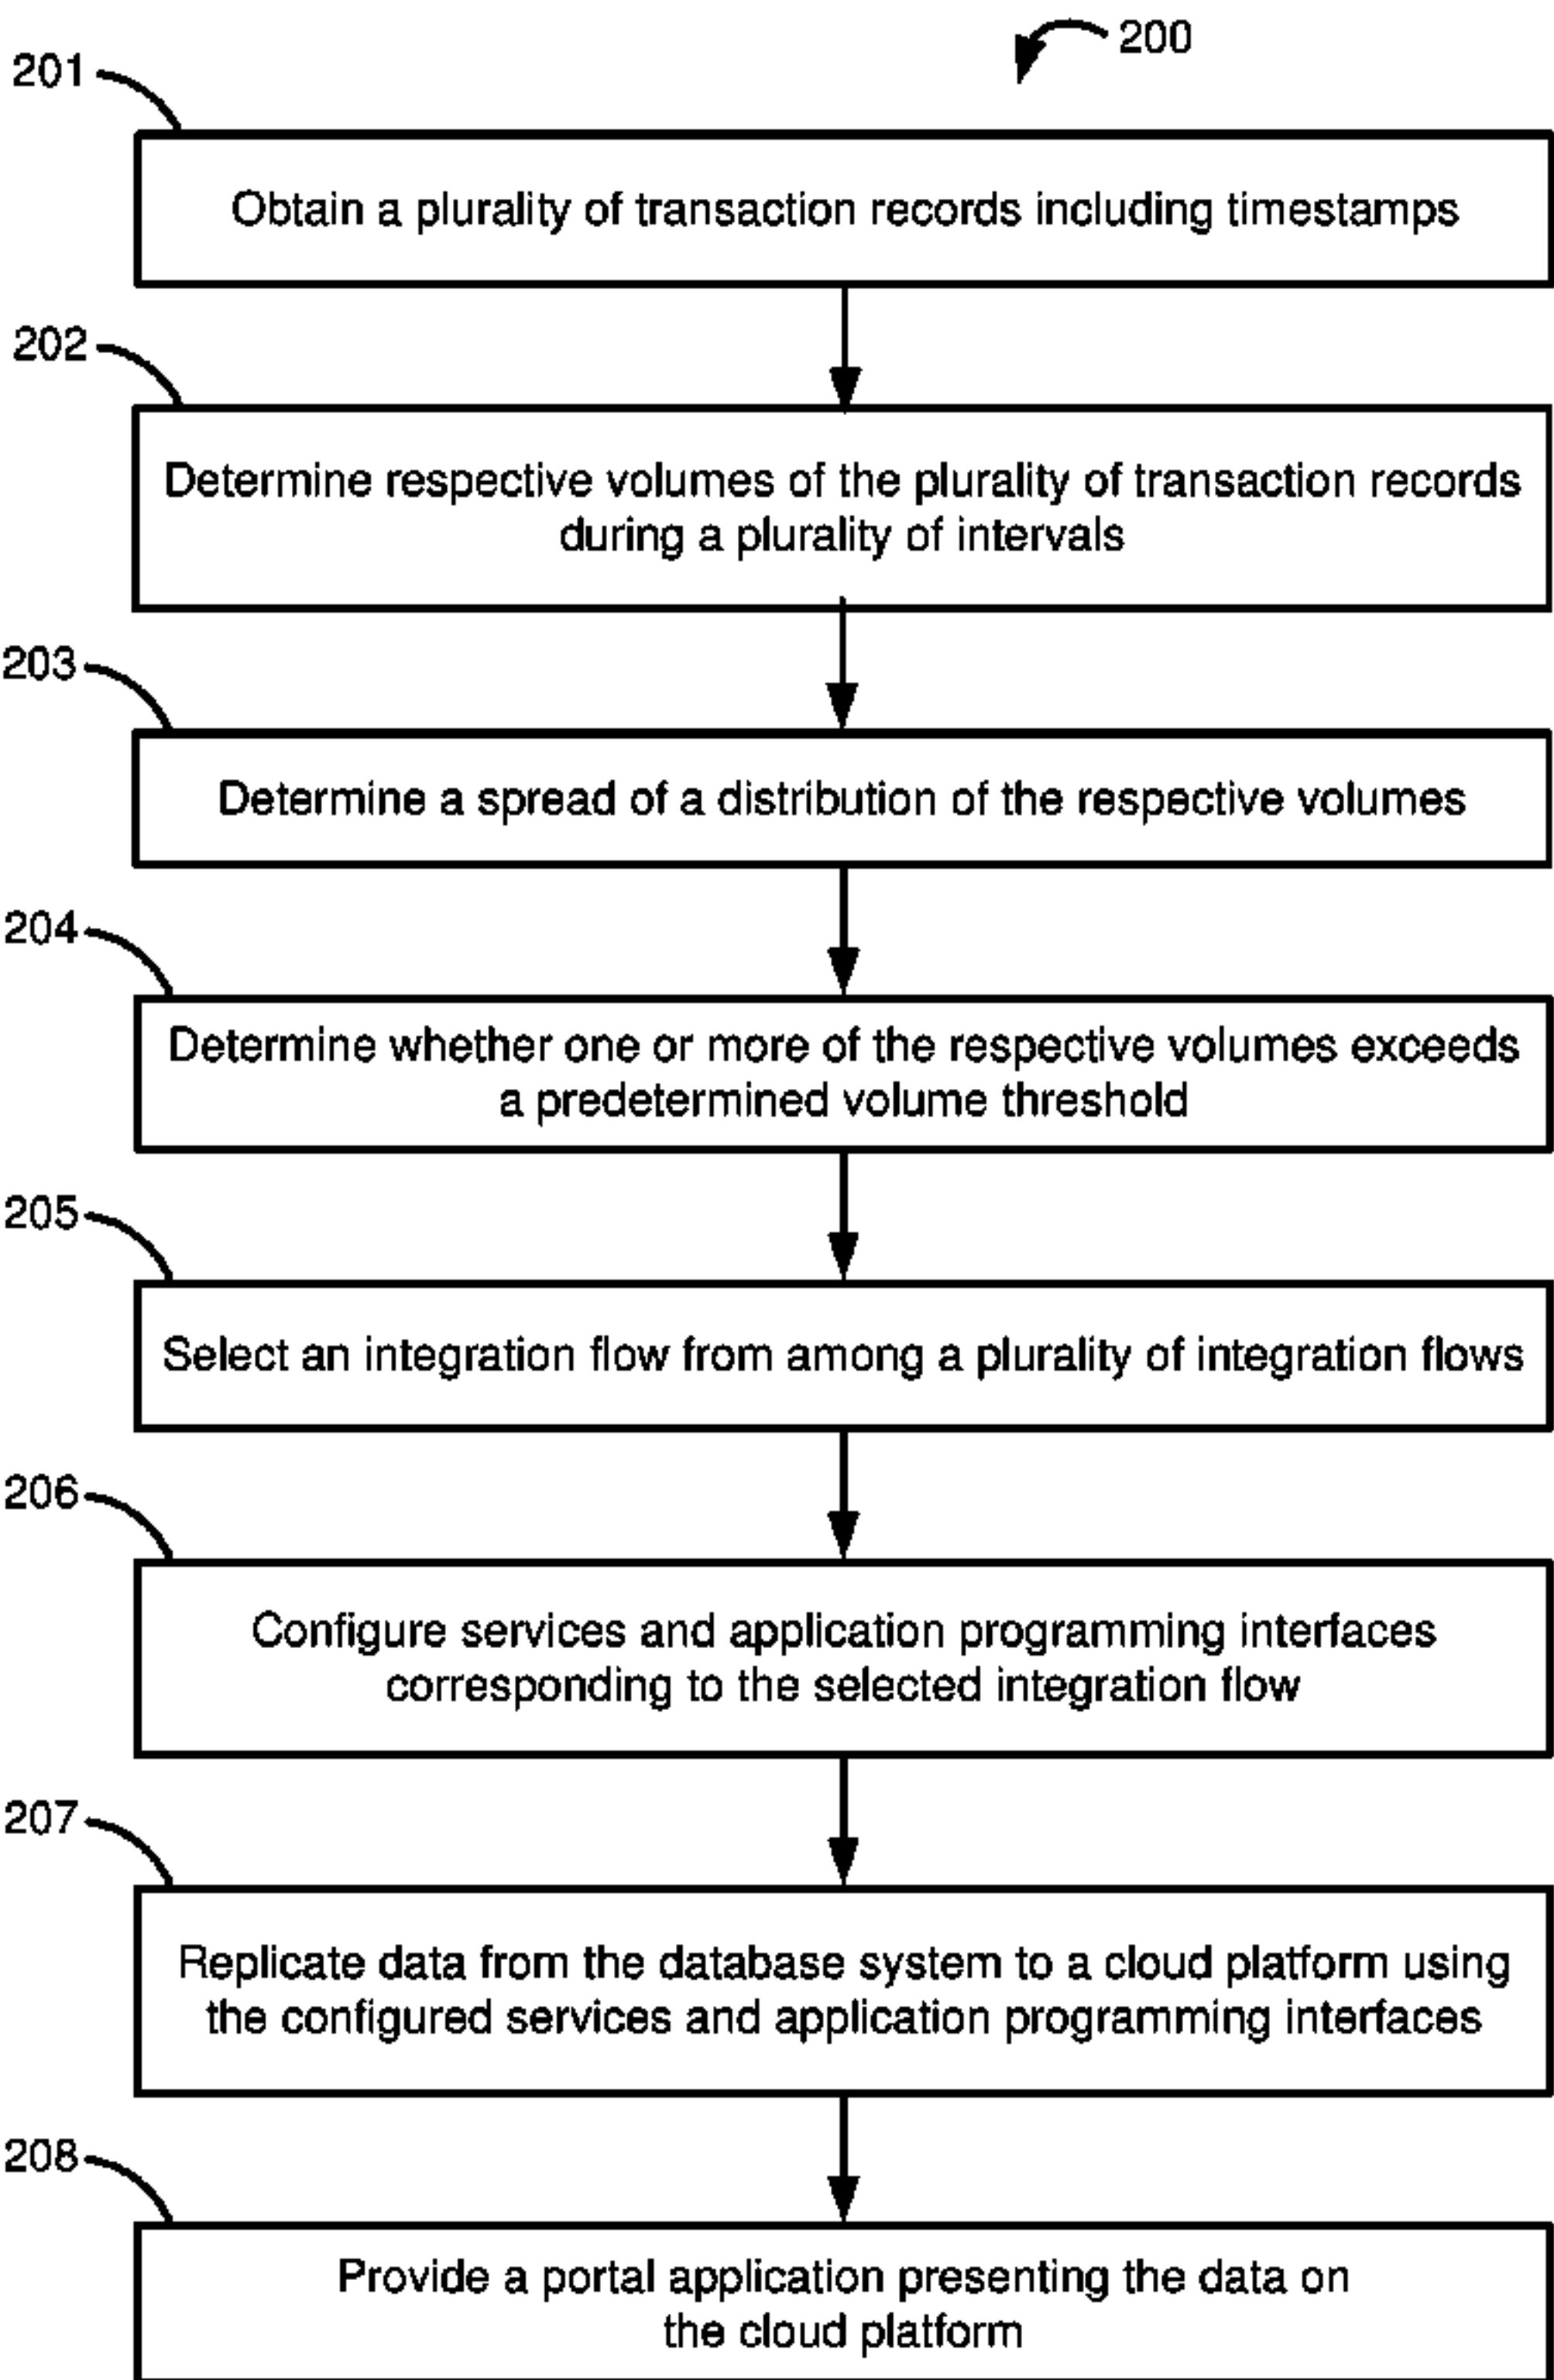 200
201
Obtain a plurality of transaction records including timestamps
202
Determine respective volumes of the plurality of transaction records
during a plurality of intervals
203
Determine a spread of a distribution of the respective volumes
204
Determine whether one or more of the respective volumes exceeds
a predetermined volume threshold
205
Select an integration flow from among a plurality of integration flows
206
Configure services and application programming interfaces
corresponding to the selected integration flow
207
Replicate data from the database system to a cloud platform using
the configured services and application programming interfaces
208
Provide a portal application presenting the data on
the cloud platform